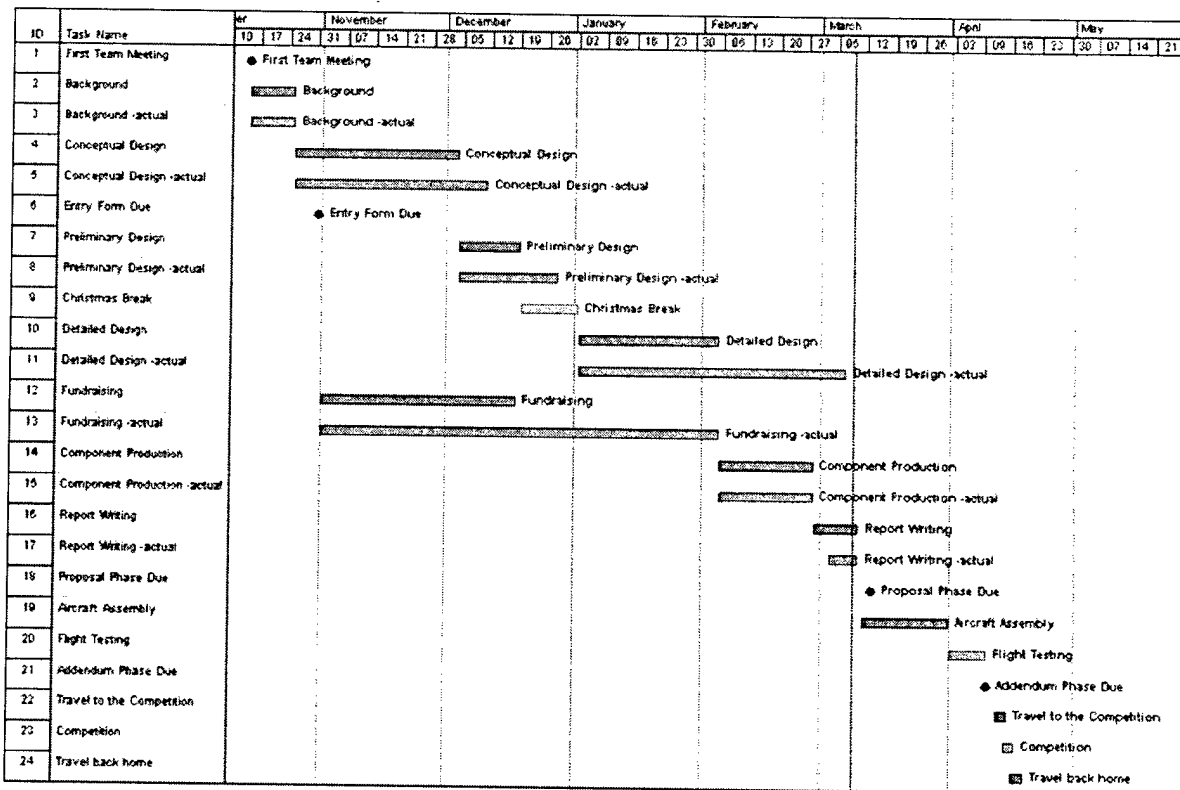 er November December January February March April May
ID Task Name 10 17 24 31 07 14 21 28 05 12 19 26 02 09 16 23 30 06 13 20 27 05 12 19 26 02 09 16 23 30 07 14 21
1 First Team Meeting First Team Meeting
2 Background Background
3 Background -actual Background -actual
4 Conceptual Design Conceptual Design
5 Conceptual Design -actual Conceptual Design -actual
6 Entry Form Due Entry Form Due
7 Preliminary Design Preliminary Design
8 Preliminary Design -actual Preliminary Design -actual
9 Christmas Break Christmas Break
10 Detailed Design Detailed Design
11 Detailed Design -actual Detailed Design -actual
12 Fundraising Fundraising
13 Fundraising -actual Fundraising -actual
14 Component Production Component Production
15 Component Production -actual Component Production -actual
16 Report Writing Report Writing
17 Report Writing -actual Report Writing -actual
18 Proposal Phase Due Proposal Phase Due
19 Aircraft Assembly Aircraft Assembly
20 Flight Testing Flight Testing
21 Addendum Phase Due Addendum Phase Due
22 Travel to the Competition Travel to the Competition
23 Competition Competition
24 Travel back home Travel back home